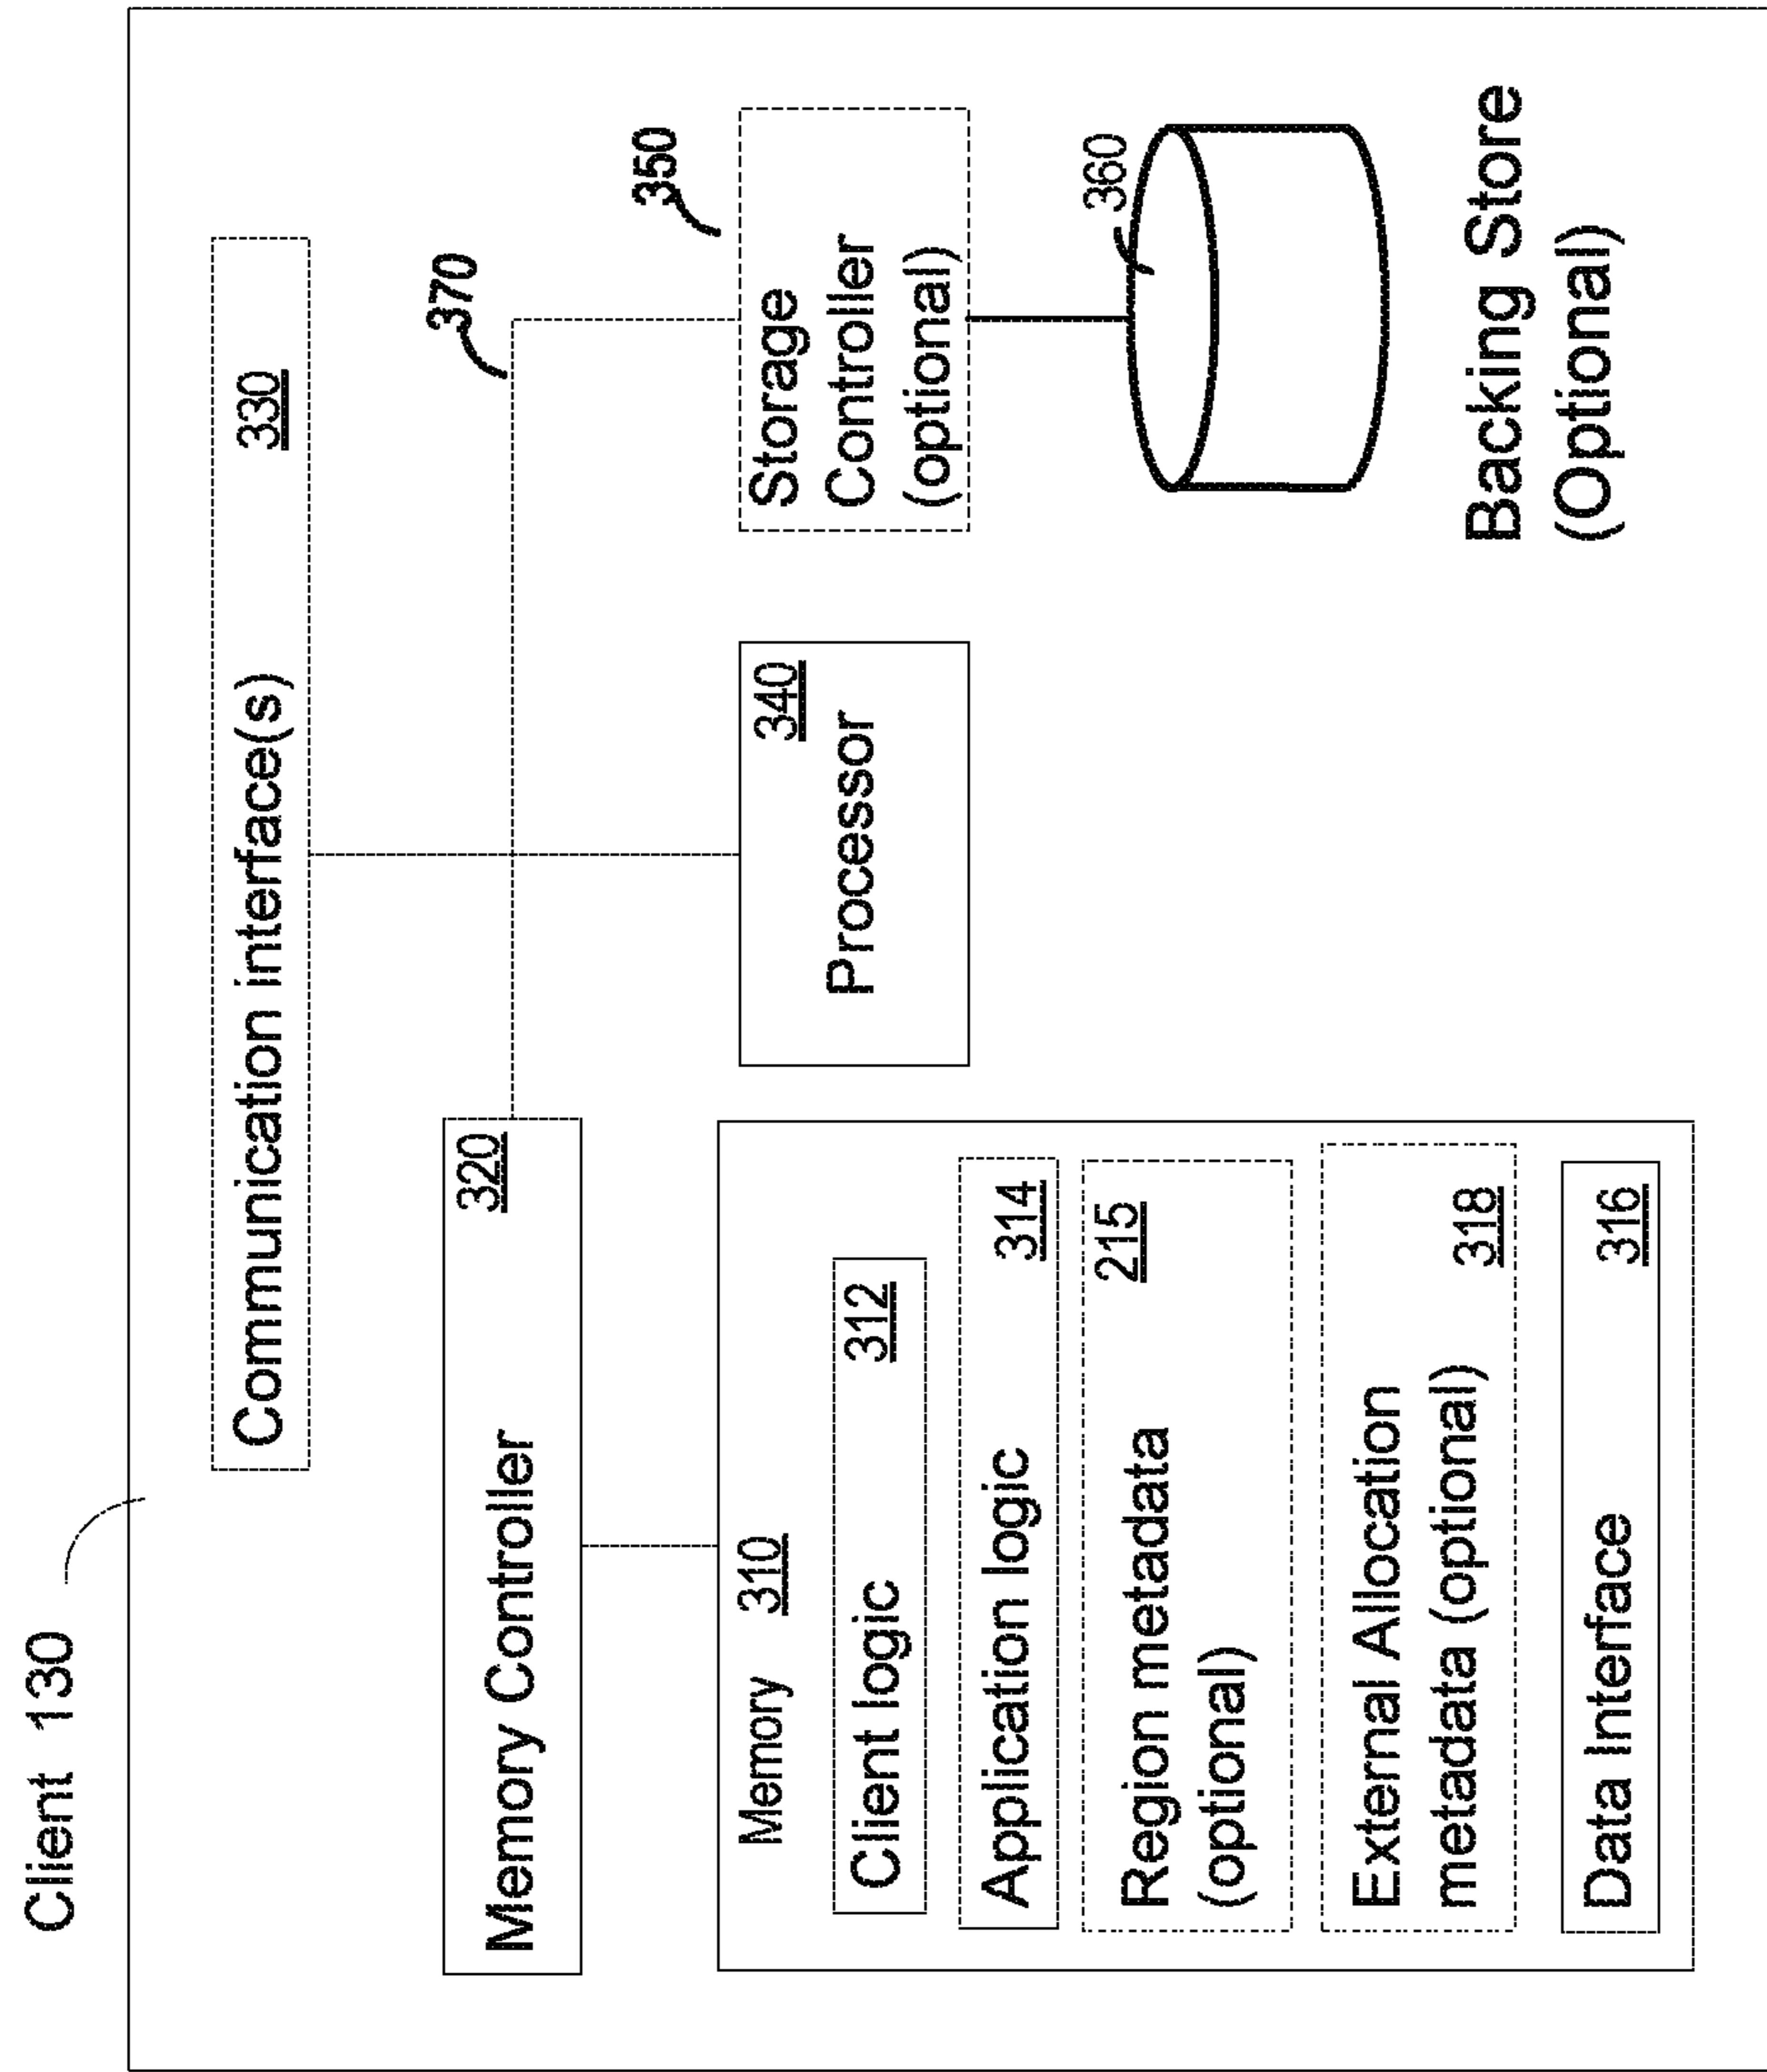 Client 130
Communication interface(s) 330
370
Memory Controller 320
350
Memory 310
Processor 340
Storage
Controller
(optional)
Client logic 312
Application logic 314
Region metadata 215
(optional)
External Allocation
metadata (optional) 318
Data Interface 316
360
Backing Store
(Optional)